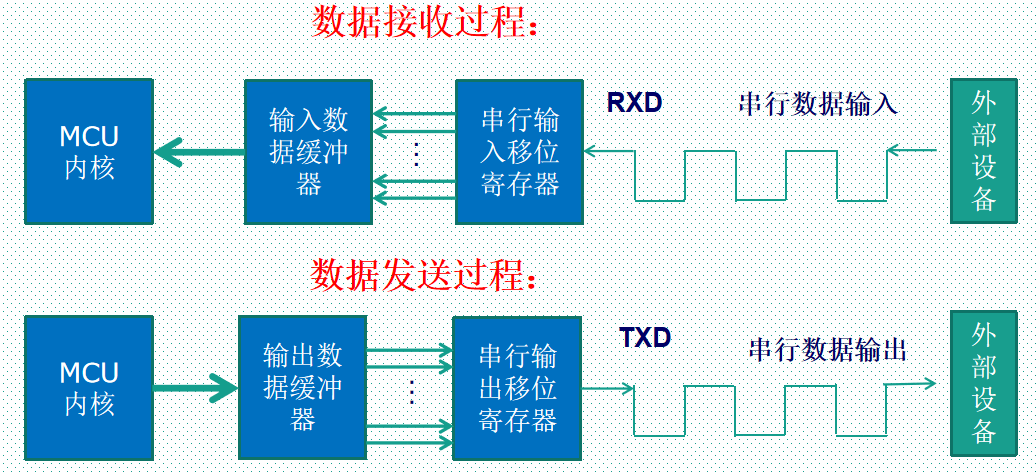 数据接收过程：
MCU
内核
输入数
据缓冲
器
⋮
串行输
入移位
寄存器
RXD
串行数据输入
外
部
设
备
数据发送过程：
MCU
内核
输出数
据缓冲
器
⋮
串行输
出移位
寄存器
TXD
串行数据输出
外
部
设
备